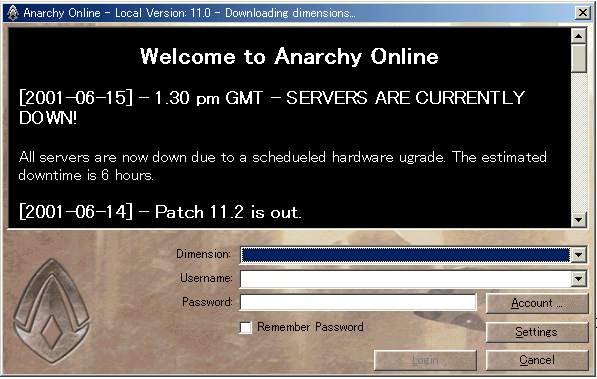 Anarchy Online - Local Version: 11.0 - Downloading dimensions...
Welcome to Anarchy Online
[2001-06-15] - 1.30 pm GMT - SERVERS ARE CURRENTLY
DOWN!
All servers are now down due to a schedueled hardware ugrade. The estimated
downtime is 6 hours.
[2001-06-14] - Patch 11.2 is out.
Dimension:
Username:
Password:
Account ...
Remember Password
Settings
Login
Cancel